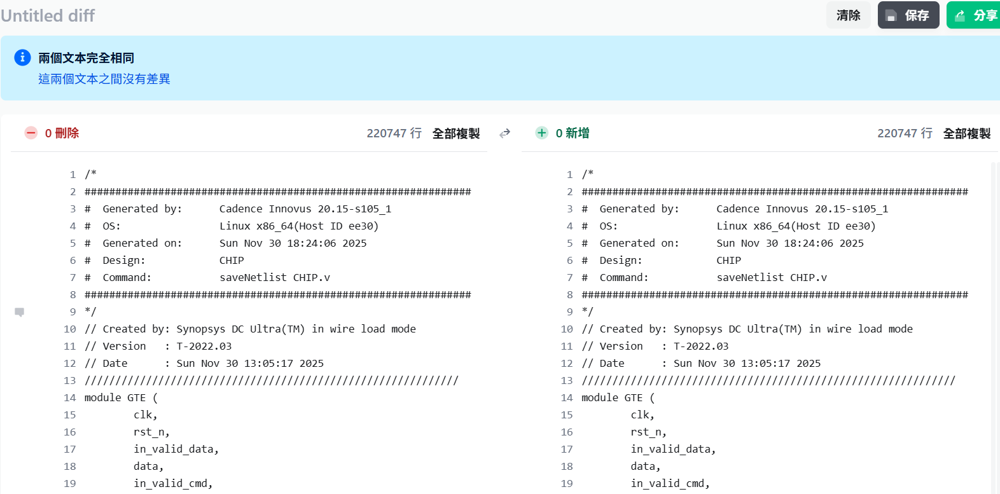 Untitled diff
清除 保存 分享
兩個文本完全相同
這兩個文本之間沒有差異
0 刪除 220747 行 全部複製
0 新增 220747 行 全部複製
1 /*
2 ###############################################################
3 #  Generated by:      Cadence Innovus 20.15-s105_1
4 #  OS:                Linux x86_64(Host ID ee30)
5 #  Generated on:      Sun Nov 30 18:24:06 2025
6 #  Design:            CHIP
7 #  Command:           saveNetlist CHIP.v
8 ###############################################################
9 */
10 // Created by: Synopsys DC Ultra(TM) in wire load mode
11 // Version   : T-2022.03
12 // Date      : Sun Nov 30 13:05:17 2025
13 /////////////////////////////////////////////////////////////
14 module GTE (
15         clk,
16         rst_n,
17         in_valid_data,
18         data,
19         in_valid_cmd,
1 /*
2 ###############################################################
3 #  Generated by:      Cadence Innovus 20.15-s105_1
4 #  OS:                Linux x86_64(Host ID ee30)
5 #  Generated on:      Sun Nov 30 18:24:06 2025
6 #  Design:            CHIP
7 #  Command:           saveNetlist CHIP.v
8 ###############################################################
9 */
10 // Created by: Synopsys DC Ultra(TM) in wire load mode
11 // Version   : T-2022.03
12 // Date      : Sun Nov 30 13:05:17 2025
13 /////////////////////////////////////////////////////////////
14 module GTE (
15         clk,
16         rst_n,
17         in_valid_data,
18         data,
19         in_valid_cmd,